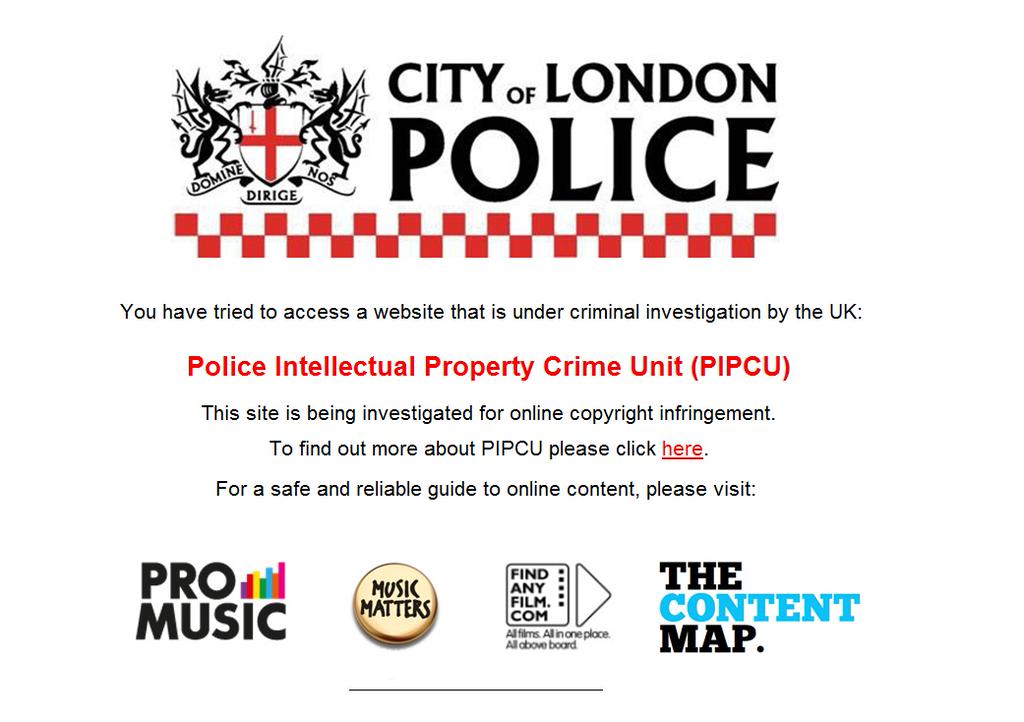 CITY OF LONDON
POLICE
DOMINE DIRIGE NOS
You have tried to access a website that is under criminal investigation by the UK:
Police Intellectual Property Crime Unit (PIPCU)
This site is being investigated for online copyright infringement.
To find out more about PIPCU please click here.
For a safe and reliable guide to online content, please visit:
PRO
MUSIC
MUSIC
MATTERS
FIND
ANY
FILM.
COM
All films. All in one place.
All above board.
THE
CONTENT
MAP.